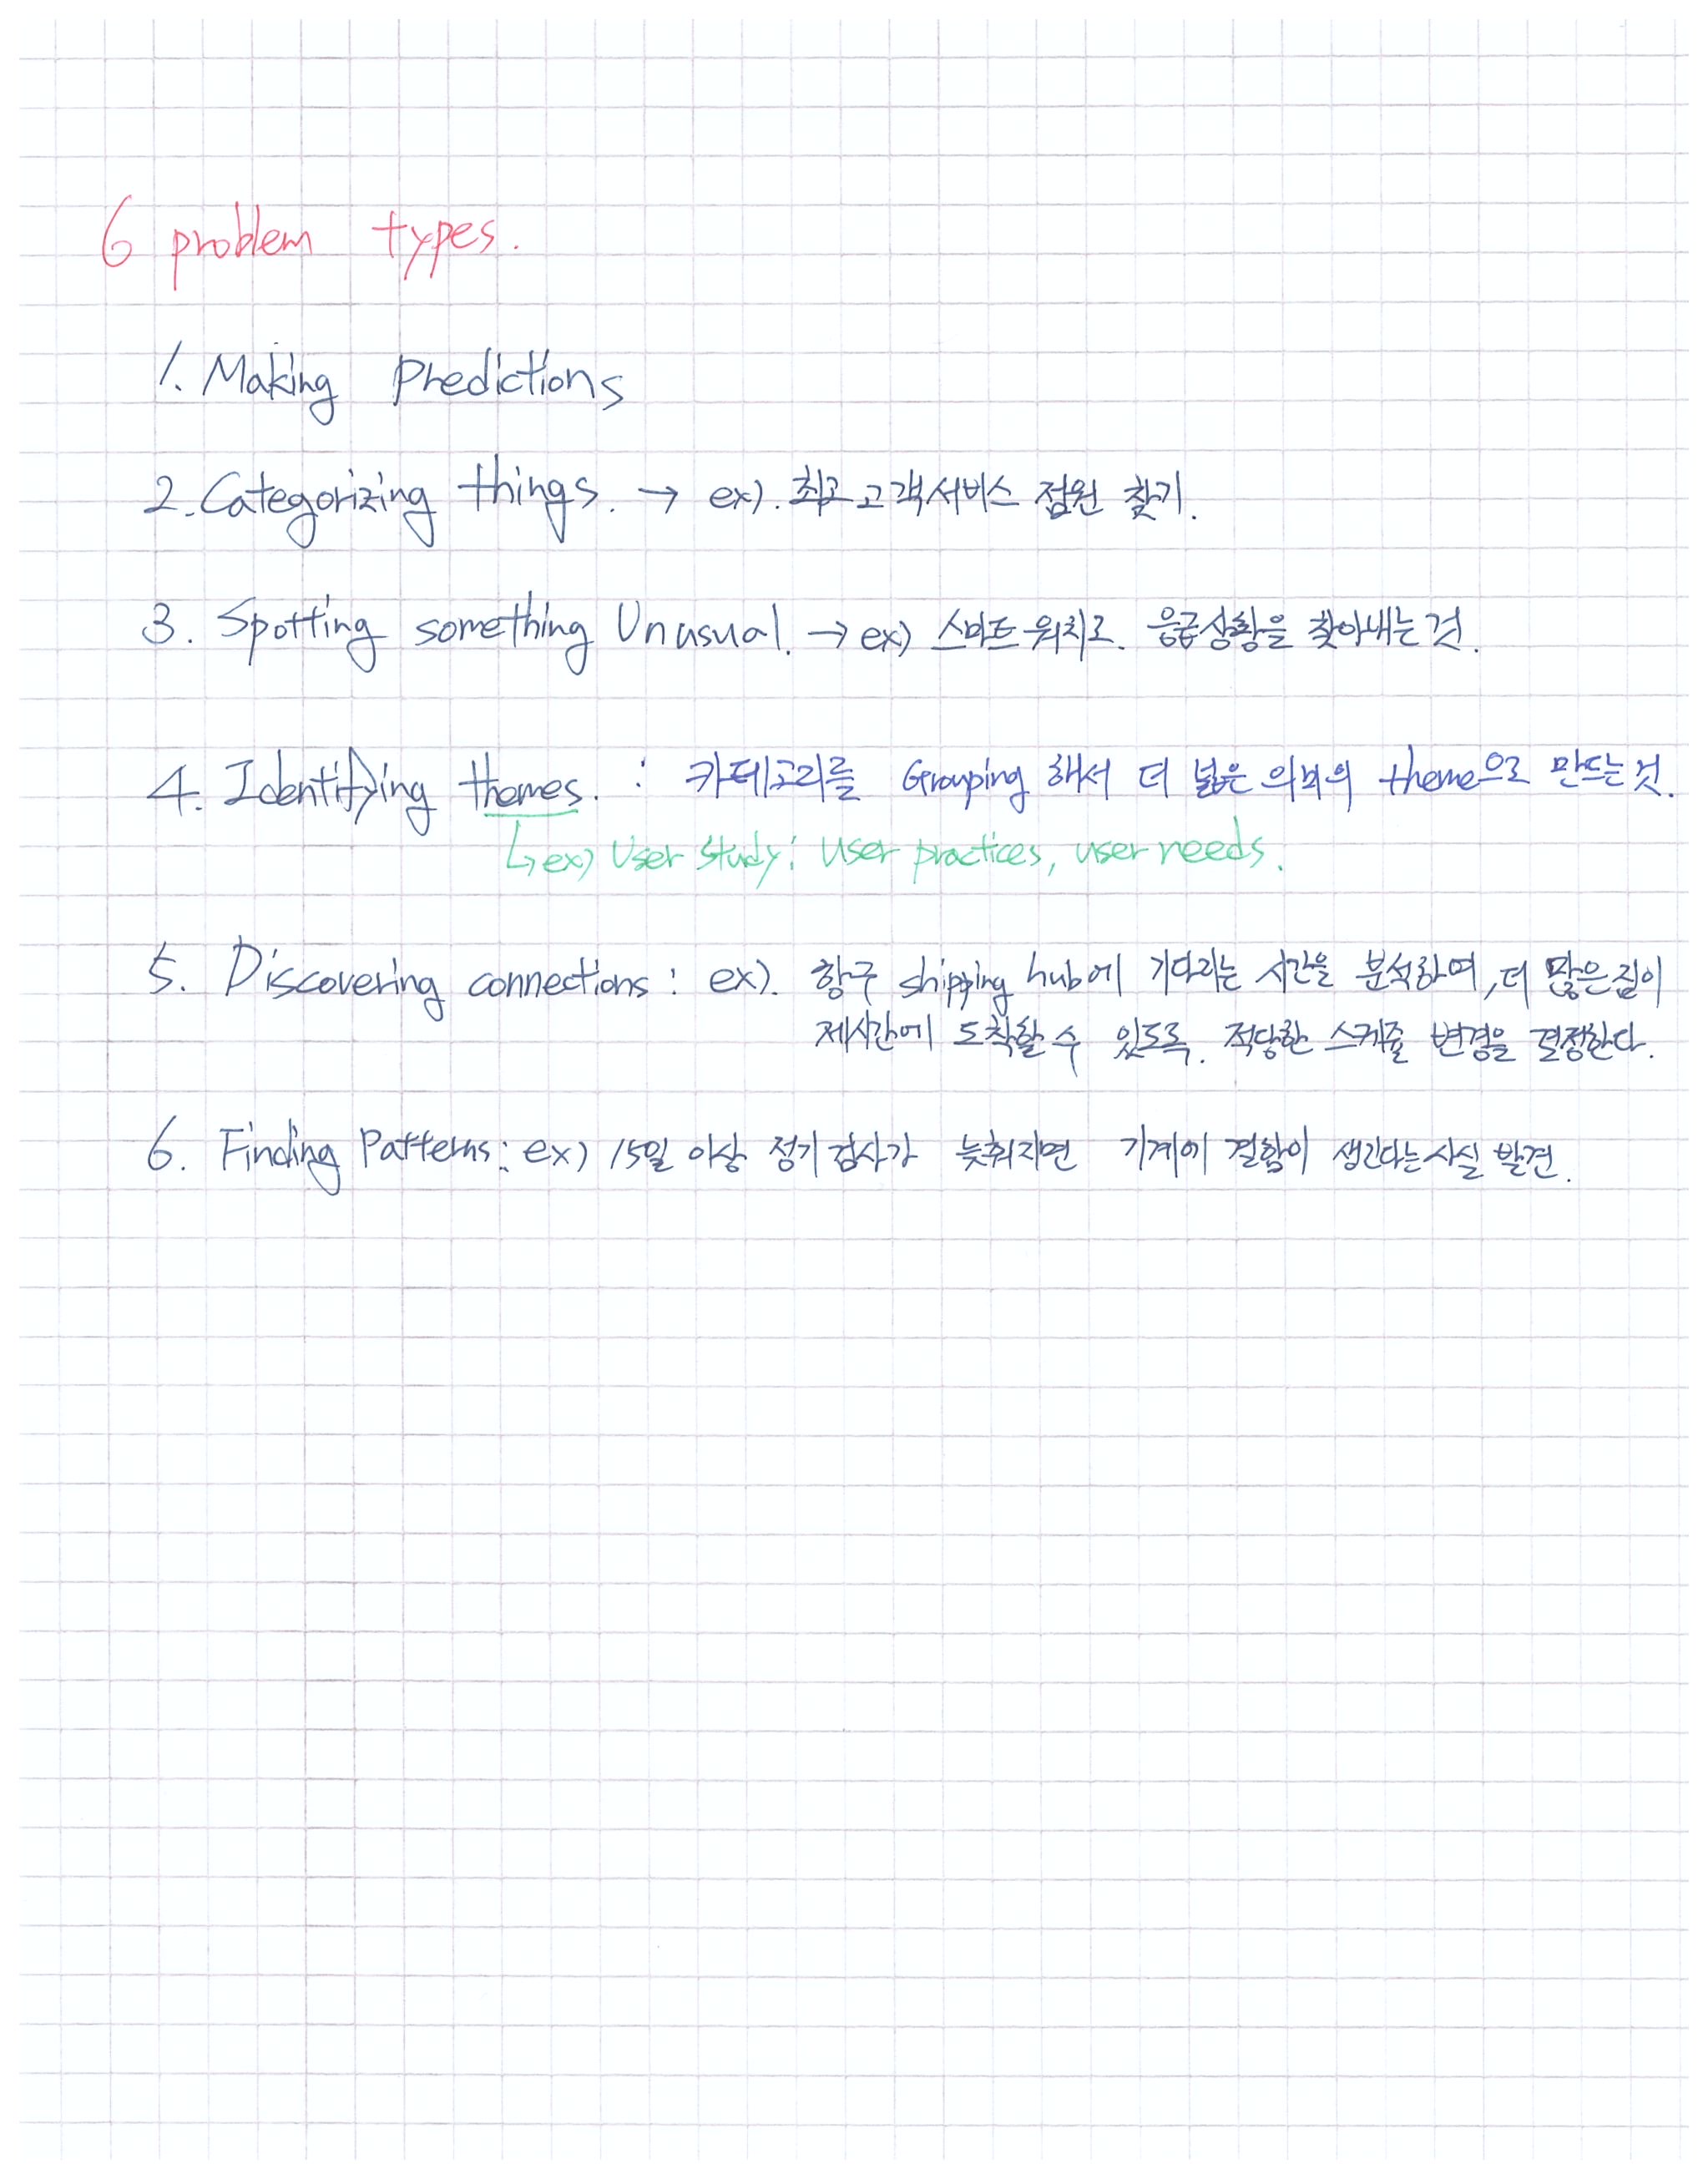 6 problem types.
1. Making Predictions
2. Categorizing things. → ex). 최고 고객서비스 점원 찾기.
3. Spotting something Unusual. → ex) 스마트 워치로. 응급상황을 찾아내는 것.
4. Identifying themes. : 카테고리를 Grouping 해서 더 넓은 의미의 theme으로 만드는 것.
↳ ex) User study: User practices, user needs.
5. Discovering connections: ex). 항구 shipping hub에 기다리는 시간을 분석하여, 더 많은 짐이
제시간에 도착할 수 있도록. 적당한 스케쥴 변경을 결정한다.
6. Finding Patterns: ex) 15일 이상 정기 검사가 늦춰지면 기계에 결함이 생긴다는 사실 발견.